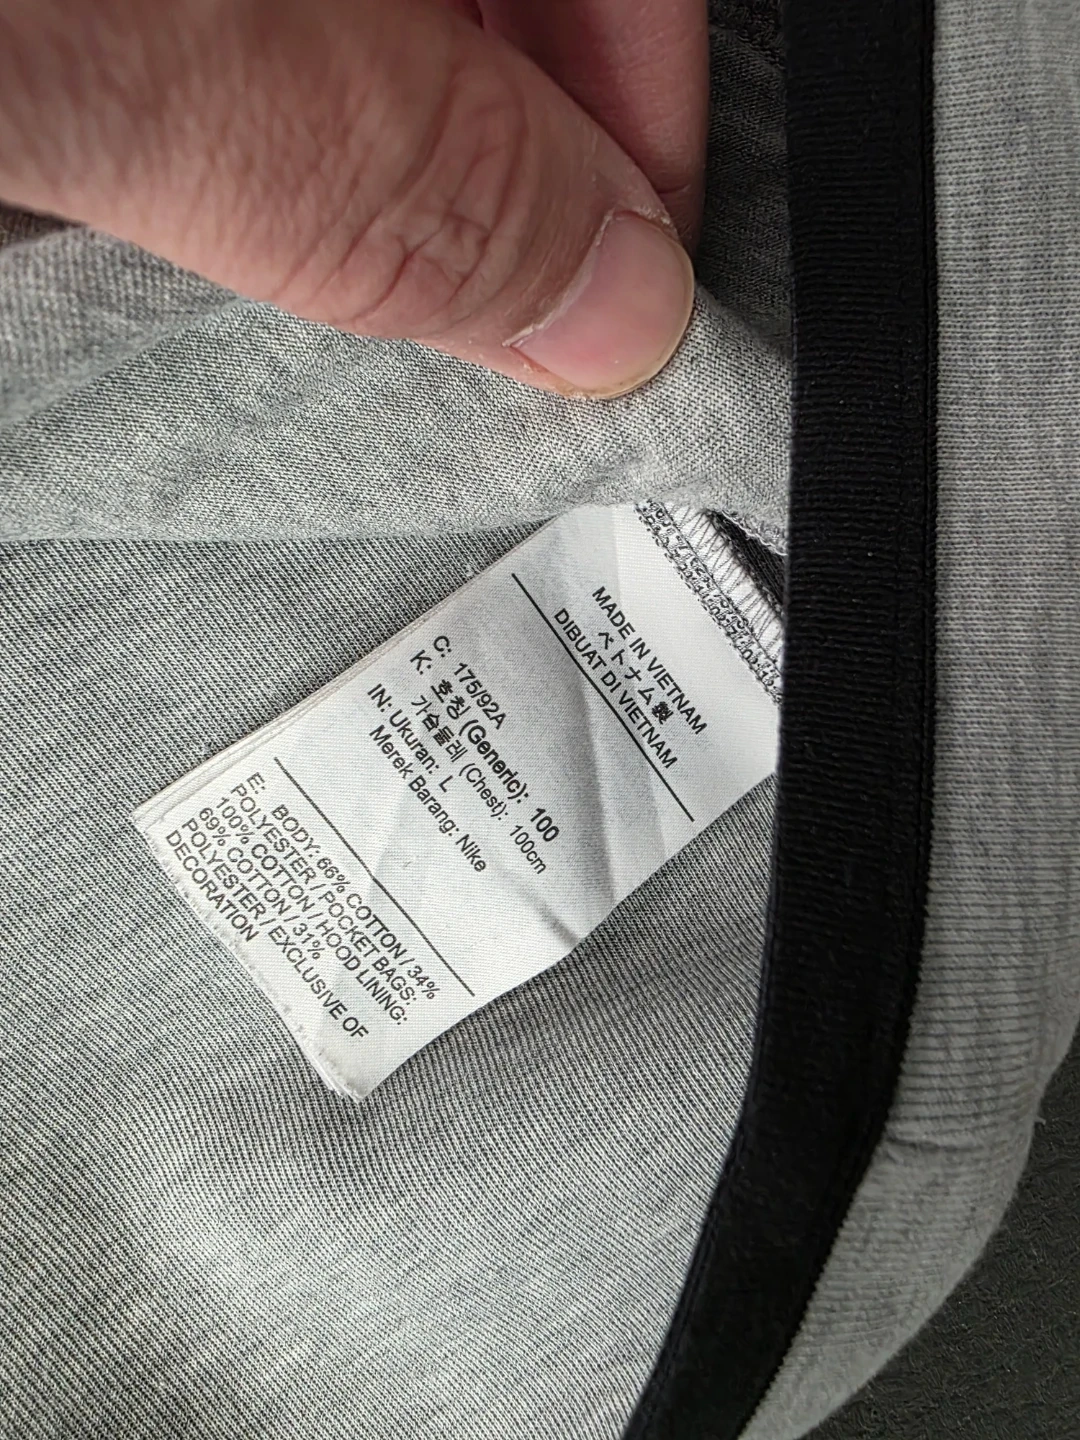 MADE IN VIETNAM
ベトナム製
DIBUAT DI VIETNAM
C: 175/92A
K: 호칭 (Generic): 100
가슴둘레 (Chest): 100cm
IN: Ukuran: L
Merek Barang: Nike
E: BODY: 66% COTTON / 34%
POLYESTER / POCKET BAGS:
100% COTTON / HOOD LINING:
69% COTTON / 31%
POLYESTER / EXCLUSIVE OF
DECORATION